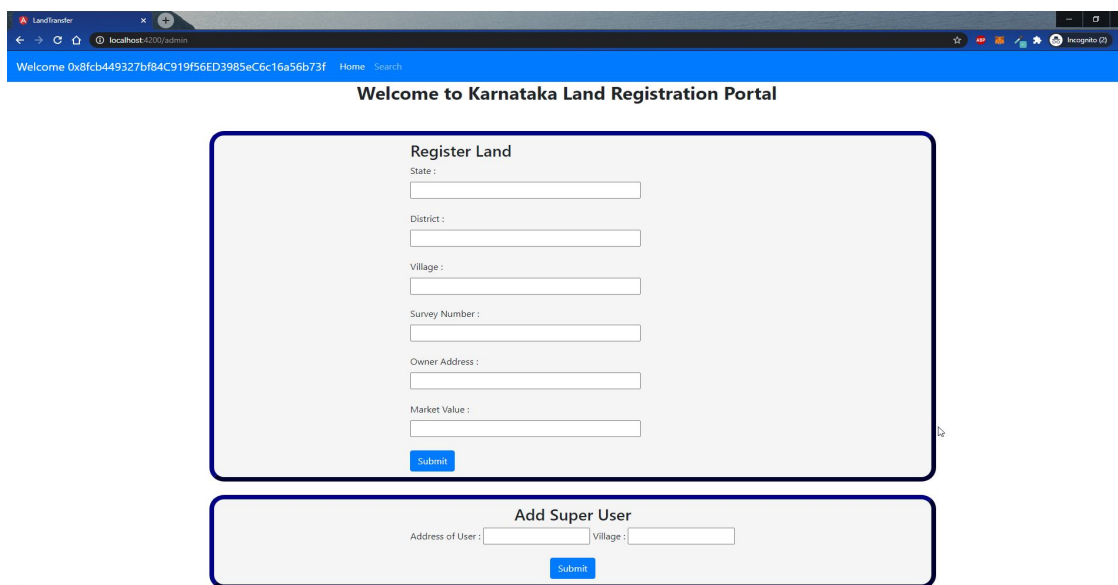 LandTransfer
localhost:4200/admin
ABP
Incognito (2)
Welcome 0x8fcb449327bf84C919f56ED3985eC6c16a56b73f Home Search
Welcome to Karnataka Land Registration Portal
Register Land
State :
District :
Village :
Survey Number :
Owner Address :
Market Value :
Submit
Add Super User
Address of User : Village :
Submit